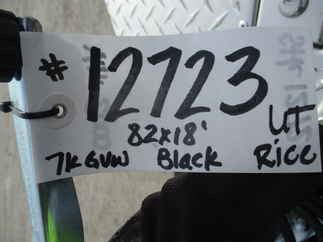 #12723
82x18' UT
7K GVW Black Rice